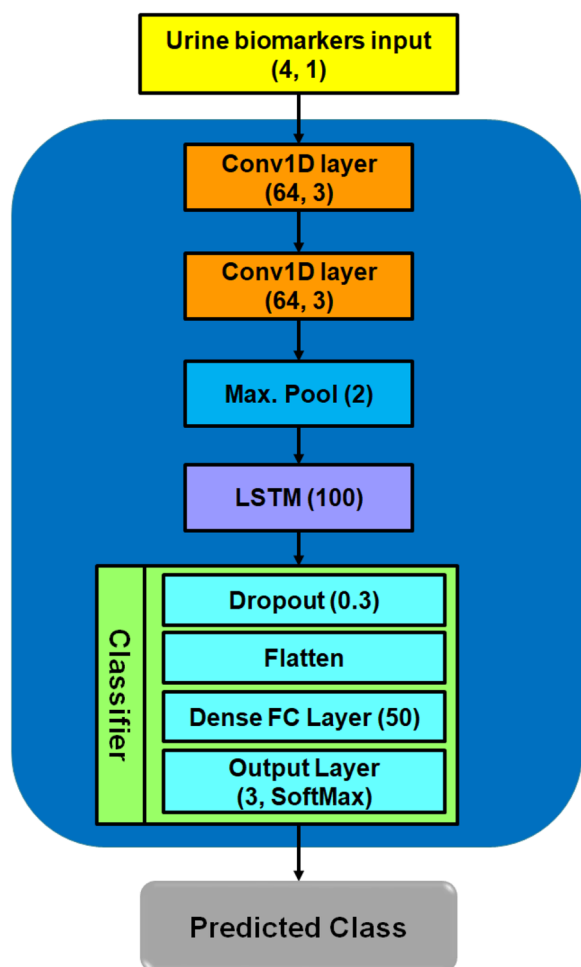 Urine biomarkers input
(4, 1)
Conv1D layer
(64, 3)
Conv1D layer
(64, 3)
Max. Pool (2)
LSTM (100)
Classifier
Dropout (0.3)
Flatten
Dense FC Layer (50)
Output Layer
(3, SoftMax)
Predicted Class